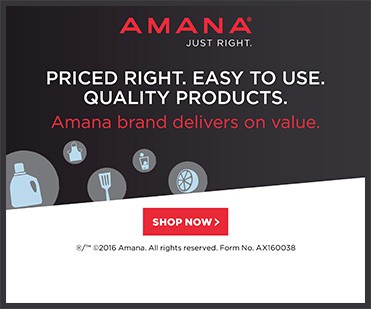 AMANA®
JUST RIGHT.
PRICED RIGHT. EASY TO USE.
QUALITY PRODUCTS.
Amana brand delivers on value.
SHOP NOW >
®/™ ©2016 Amana. All rights reserved. Form No. AX160038